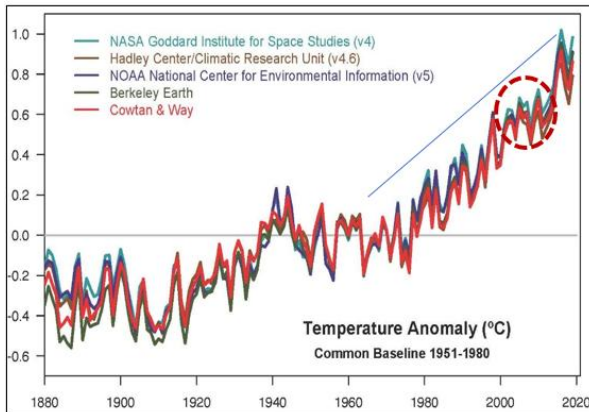 1.0
0.8
0.6
0.4
0.2
0.0
-0.2
-0.4
-0.6
NASA Goddard Institute for Space Studies (v4)
Hadley Center/Climatic Research Unit (v4.6)
NOAA National Center for Environmental Information (v5)
Berkeley Earth
Cowtan & Way
Temperature Anomaly (ºC)
Common Baseline 1951-1980
1880 1900 1920 1940 1960 1980 2000 2020